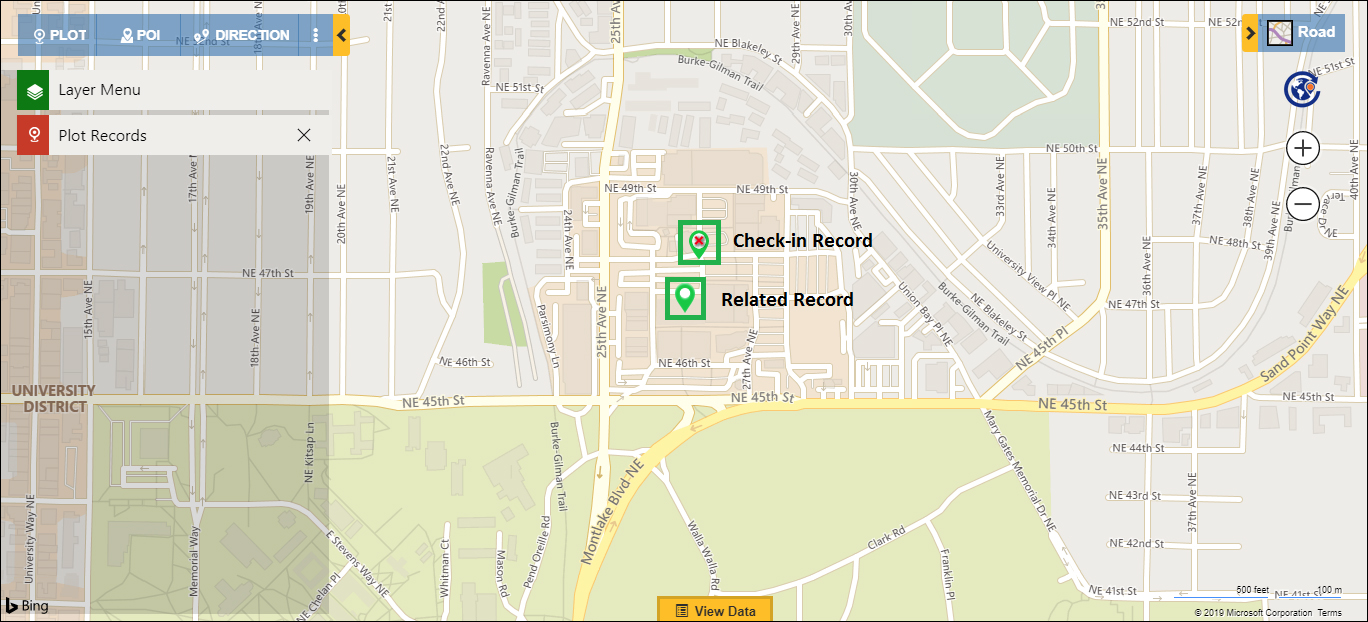 PLOT
POI
DIRECTION
Road
Layer Menu
Plot Records
Check-in Record
Related Record
View Data
Bing
500 feet
100 m
© 2019 Microsoft Corporation Terms
UNIVERSITY
DISTRICT
NE 52nd St
NE 52nd St
NE 52nd St
NE 51st St
NE 51st St
NE Blakeley St
Burke-Gilman Trail
NE 50th St
NE 49th St
NE 49th St
NE 48th St
NE 47th St
NE 47th St
NE 46th St
NE 46th St
NE 45th St
NE 45th St
NE 45th St
NE 45th St
NE 45th Pl
NE 44th St
NE 43rd St
NE 42nd St
NE 41st St
NE 41st St
15th Ave NE
17th Ave NE
18th Ave NE
19th Ave NE
20th Ave NE
21st Ave NE
22nd Ave NE
22nd Ave NE
24th Ave NE
25th Ave NE
27th Ave NE
29th Ave NE
30th Ave NE
33rd Ave NE
34th Ave NE
35th Ave NE
36th Ave NE
37th Ave NE
37th Ave NE
38th Ave NE
39th Ave NE
40th Ave NE
Ravenna Ave NE
Ravenna Ave NE
Burke-Gilman Trail
Burke-Gilman Trail
Burke-Gilman Trail
Parsimony Ln
University View Pl NE
Union Bay Pl NE
NE Blakeley St
Sand Point Way NE
Mary Gates Memorial Dr NE
Montlake Blvd NE
Walla Walla Rd
Clark Rd
Franklin Pl
Pend Oreille Rd
Mason Rd
Whitman Ct
E Stevens Way NE
NE Chelan Pl
NE Kitsap Ln
Memorial Way
University Way NE